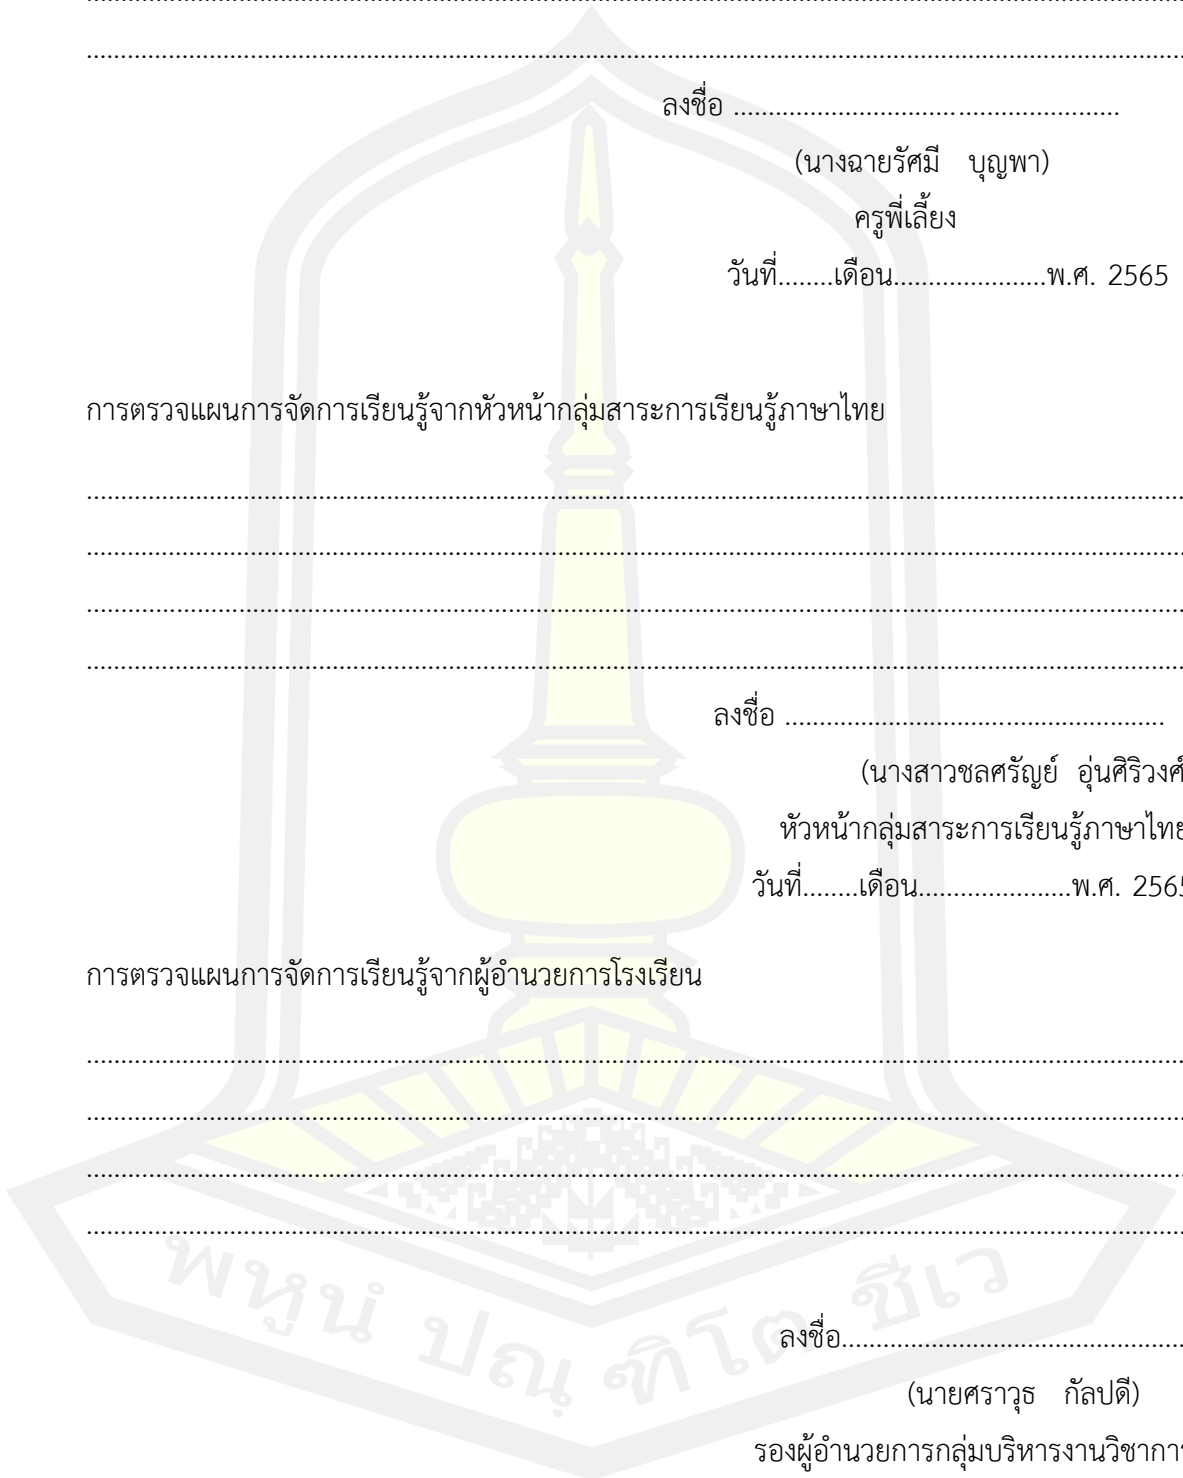 ................................................................................................................................................................
................................................................................................................................................................
ลงชื่อ .......................................................
(นางฉายรัศมี บุญพา)
ครูพี่เลี้ยง
วันที่........เดือน......................พ.ศ. 2565
การตรวจแผนการจัดการเรียนรู้จากหัวหน้ากลุ่มสาระการเรียนรู้ภาษาไทย
................................................................................................................................................................
................................................................................................................................................................
................................................................................................................................................................
................................................................................................................................................................
ลงชื่อ .......................................................
(นางสาวชลศรัญย์ อุ่นศิริวงศ์
หัวหน้ากลุ่มสาระการเรียนรู้ภาษาไทย
วันที่........เดือน......................พ.ศ. 2565
การตรวจแผนการจัดการเรียนรู้จากผู้อำนวยการโรงเรียน
................................................................................................................................................................
................................................................................................................................................................
................................................................................................................................................................
................................................................................................................................................................
พหูนํ ปณฺฑิโต ชีเว
ลงชื่อ.................................................
(นายศราวุธ กัลปดี)
รองผู้อำนวยการกลุ่มบริหารงานวิชาการ